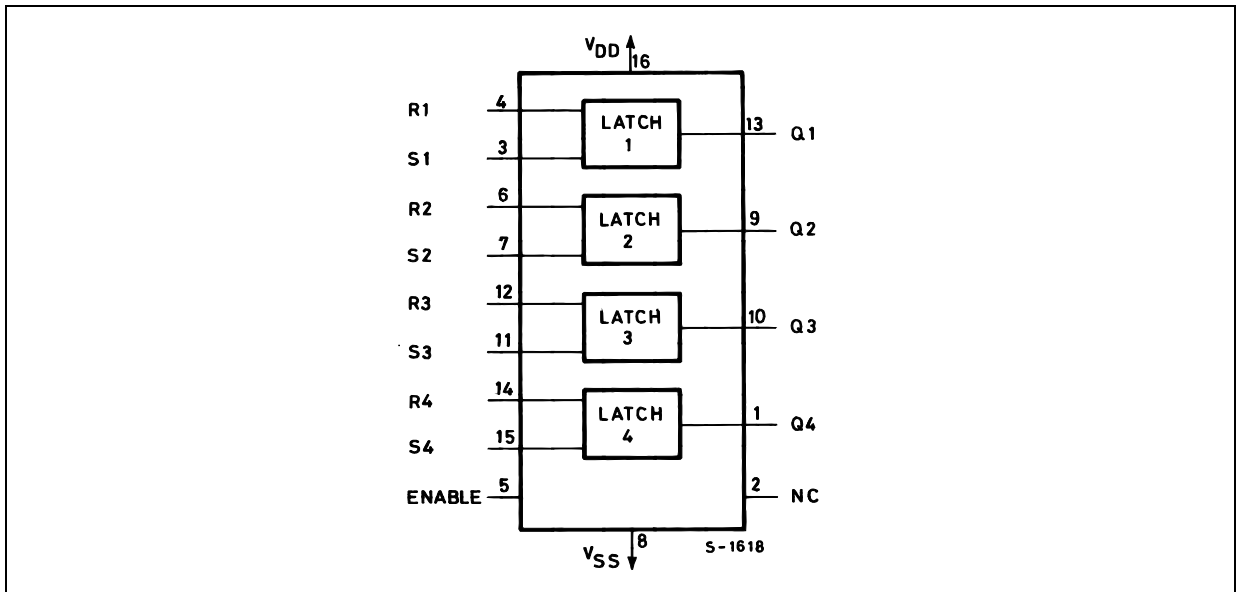 VDD
16
R1 4 LATCH 1 13 Q1
S1 3
R2 6 LATCH 2 9 Q2
S2 7
R3 12 LATCH 3 10 Q3
S3 11
R4 14 LATCH 4 1 Q4
S4 15
ENABLE 5 2 NC
VSS 8 S-1618